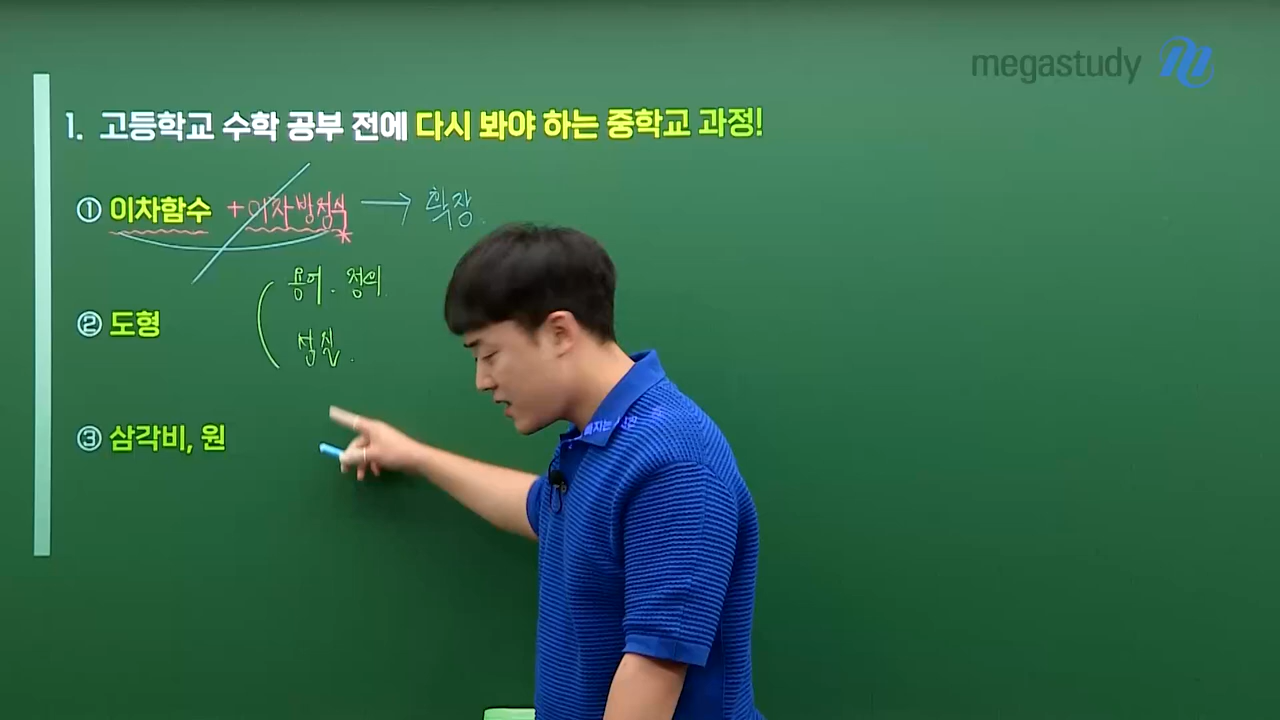 megastudy
1. 고등학교 수학 공부 전에 다시 봐야 하는 중학교 과정!
① 이차함수 + 이차방정식 → 확장.
용어. 정의.
② 도형
성질.
③ 삼각비, 원